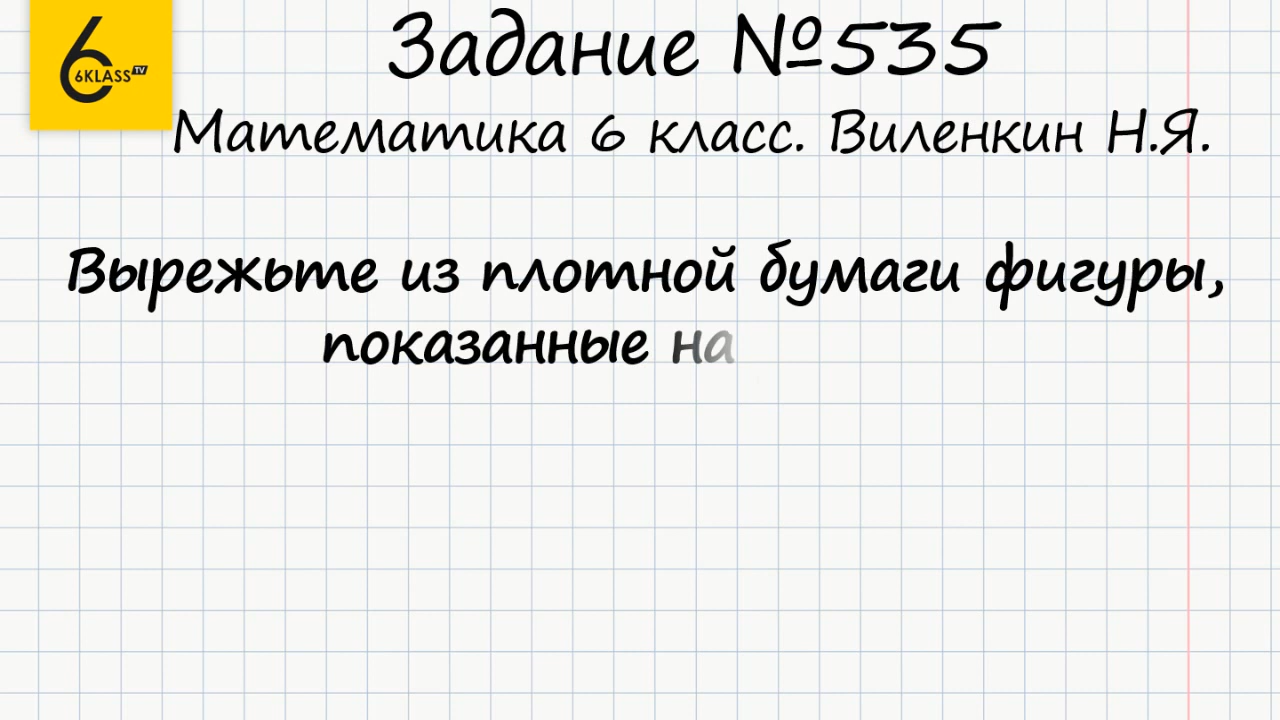 6KLASS TV
Задание №535
Математика 6 класс. Виленкин Н.Я.
Вырежьте из плотной бумаги фигуры,
показанные на